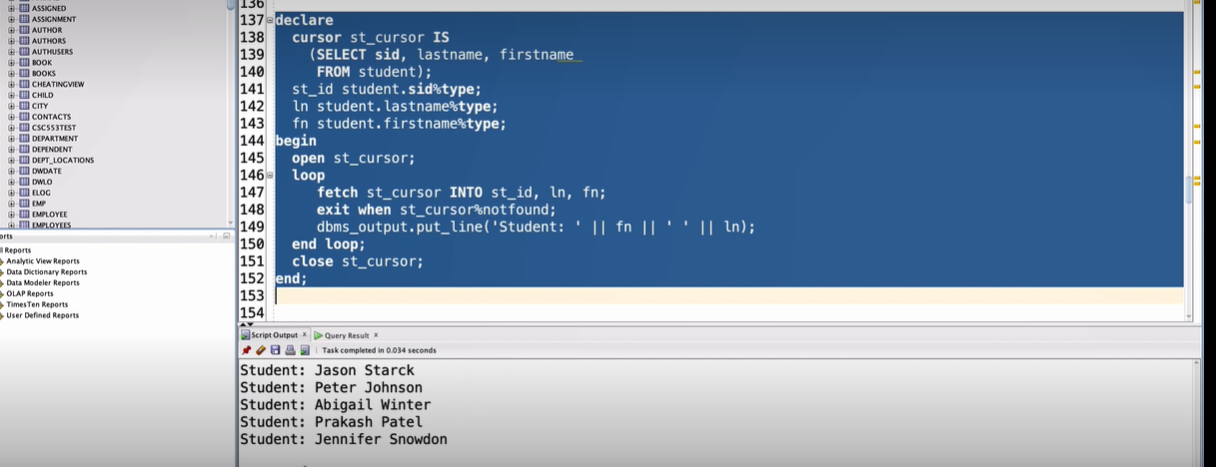 ASSIGNED
ASSIGNMENT
AUTHOR
AUTHORS
AUTHUSERS
BOOK
BOOKS
CHEATINGVIEW
CHILD
CITY
CONTACTS
CSC553TEST
DEPARTMENT
DEPENDENT
DEPT_LOCATIONS
DWDATE
DWLO
ELOG
EMP
EMPLOYEE
EMPLOYEES
orts
ll Reports
Analytic View Reports
Data Dictionary Reports
Data Modeler Reports
OLAP Reports
TimesTen Reports
User Defined Reports
136
137 declare
138 cursor st_cursor IS
139 (SELECT sid, lastname, firstname
140 FROM student);
141 st_id student.sid%type;
142 ln student.lastname%type;
143 fn student.firstname%type;
144 begin
145 open st_cursor;
146 loop
147 fetch st_cursor INTO st_id, ln, fn;
148 exit when st_cursor%notfound;
149 dbms_output.put_line('Student: ' || fn || ' ' || ln);
150 end loop;
151 close st_cursor;
152 end;
153
154
Script Output x Query Result x
Task completed in 0.034 seconds
Student: Jason Starck
Student: Peter Johnson
Student: Abigail Winter
Student: Prakash Patel
Student: Jennifer Snowdon